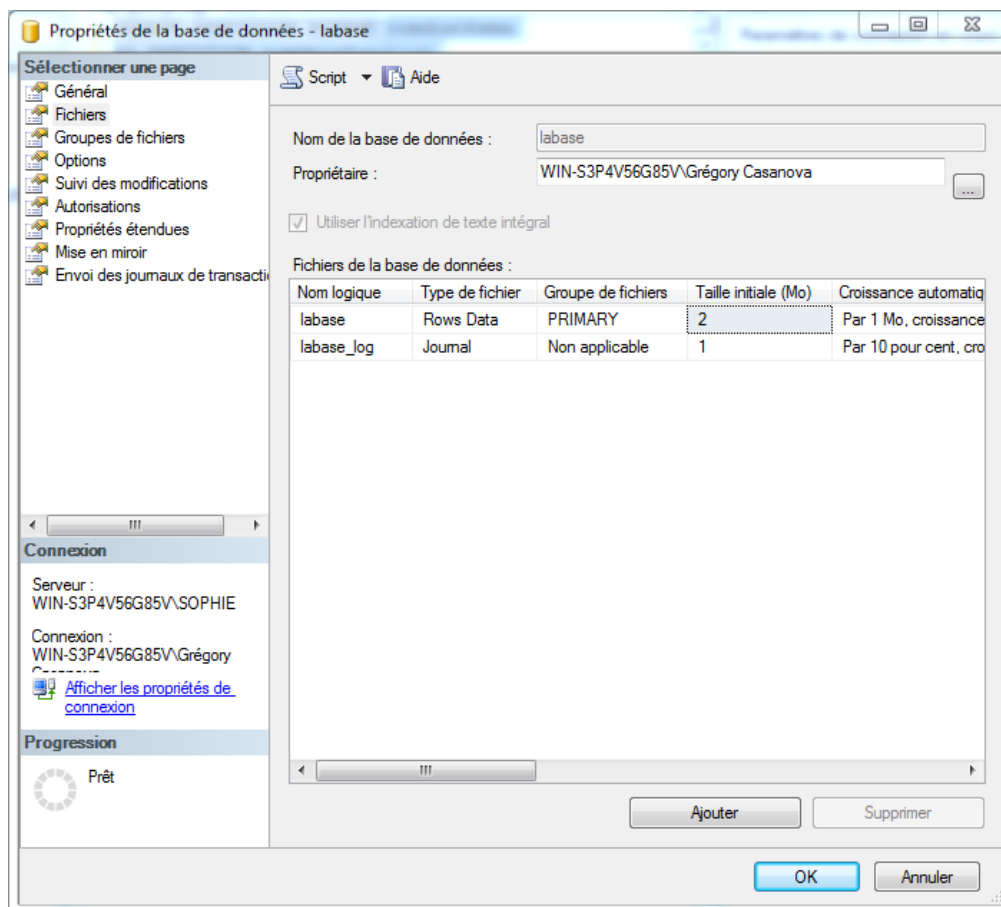 Propriétés de la base de données - labase
Sélectionner une page
Général
Fichiers
Groupes de fichiers
Options
Suivi des modifications
Autorisations
Propriétés étendues
Mise en miroir
Envoi des journaux de transacti
Connexion
Serveur :
WIN-S3P4V56G85V\SOPHIE
Connexion :
WIN-S3P4V56G85V\Grégory
Afficher les propriétés de
connexion
Progression
Prêt
Script Aide
Nom de la base de données : labase
Propriétaire : WIN-S3P4V56G85V\Grégory Casanova ...
Utiliser l'indexation de texte intégral
Fichiers de la base de données :
Nom logique Type de fichier Groupe de fichiers Taille initiale (Mo) Croissance automatiq
labase Rows Data PRIMARY 2 Par 1 Mo, croissance
labase_log Journal Non applicable 1 Par 10 pour cent, cro
Ajouter Supprimer
OK Annuler